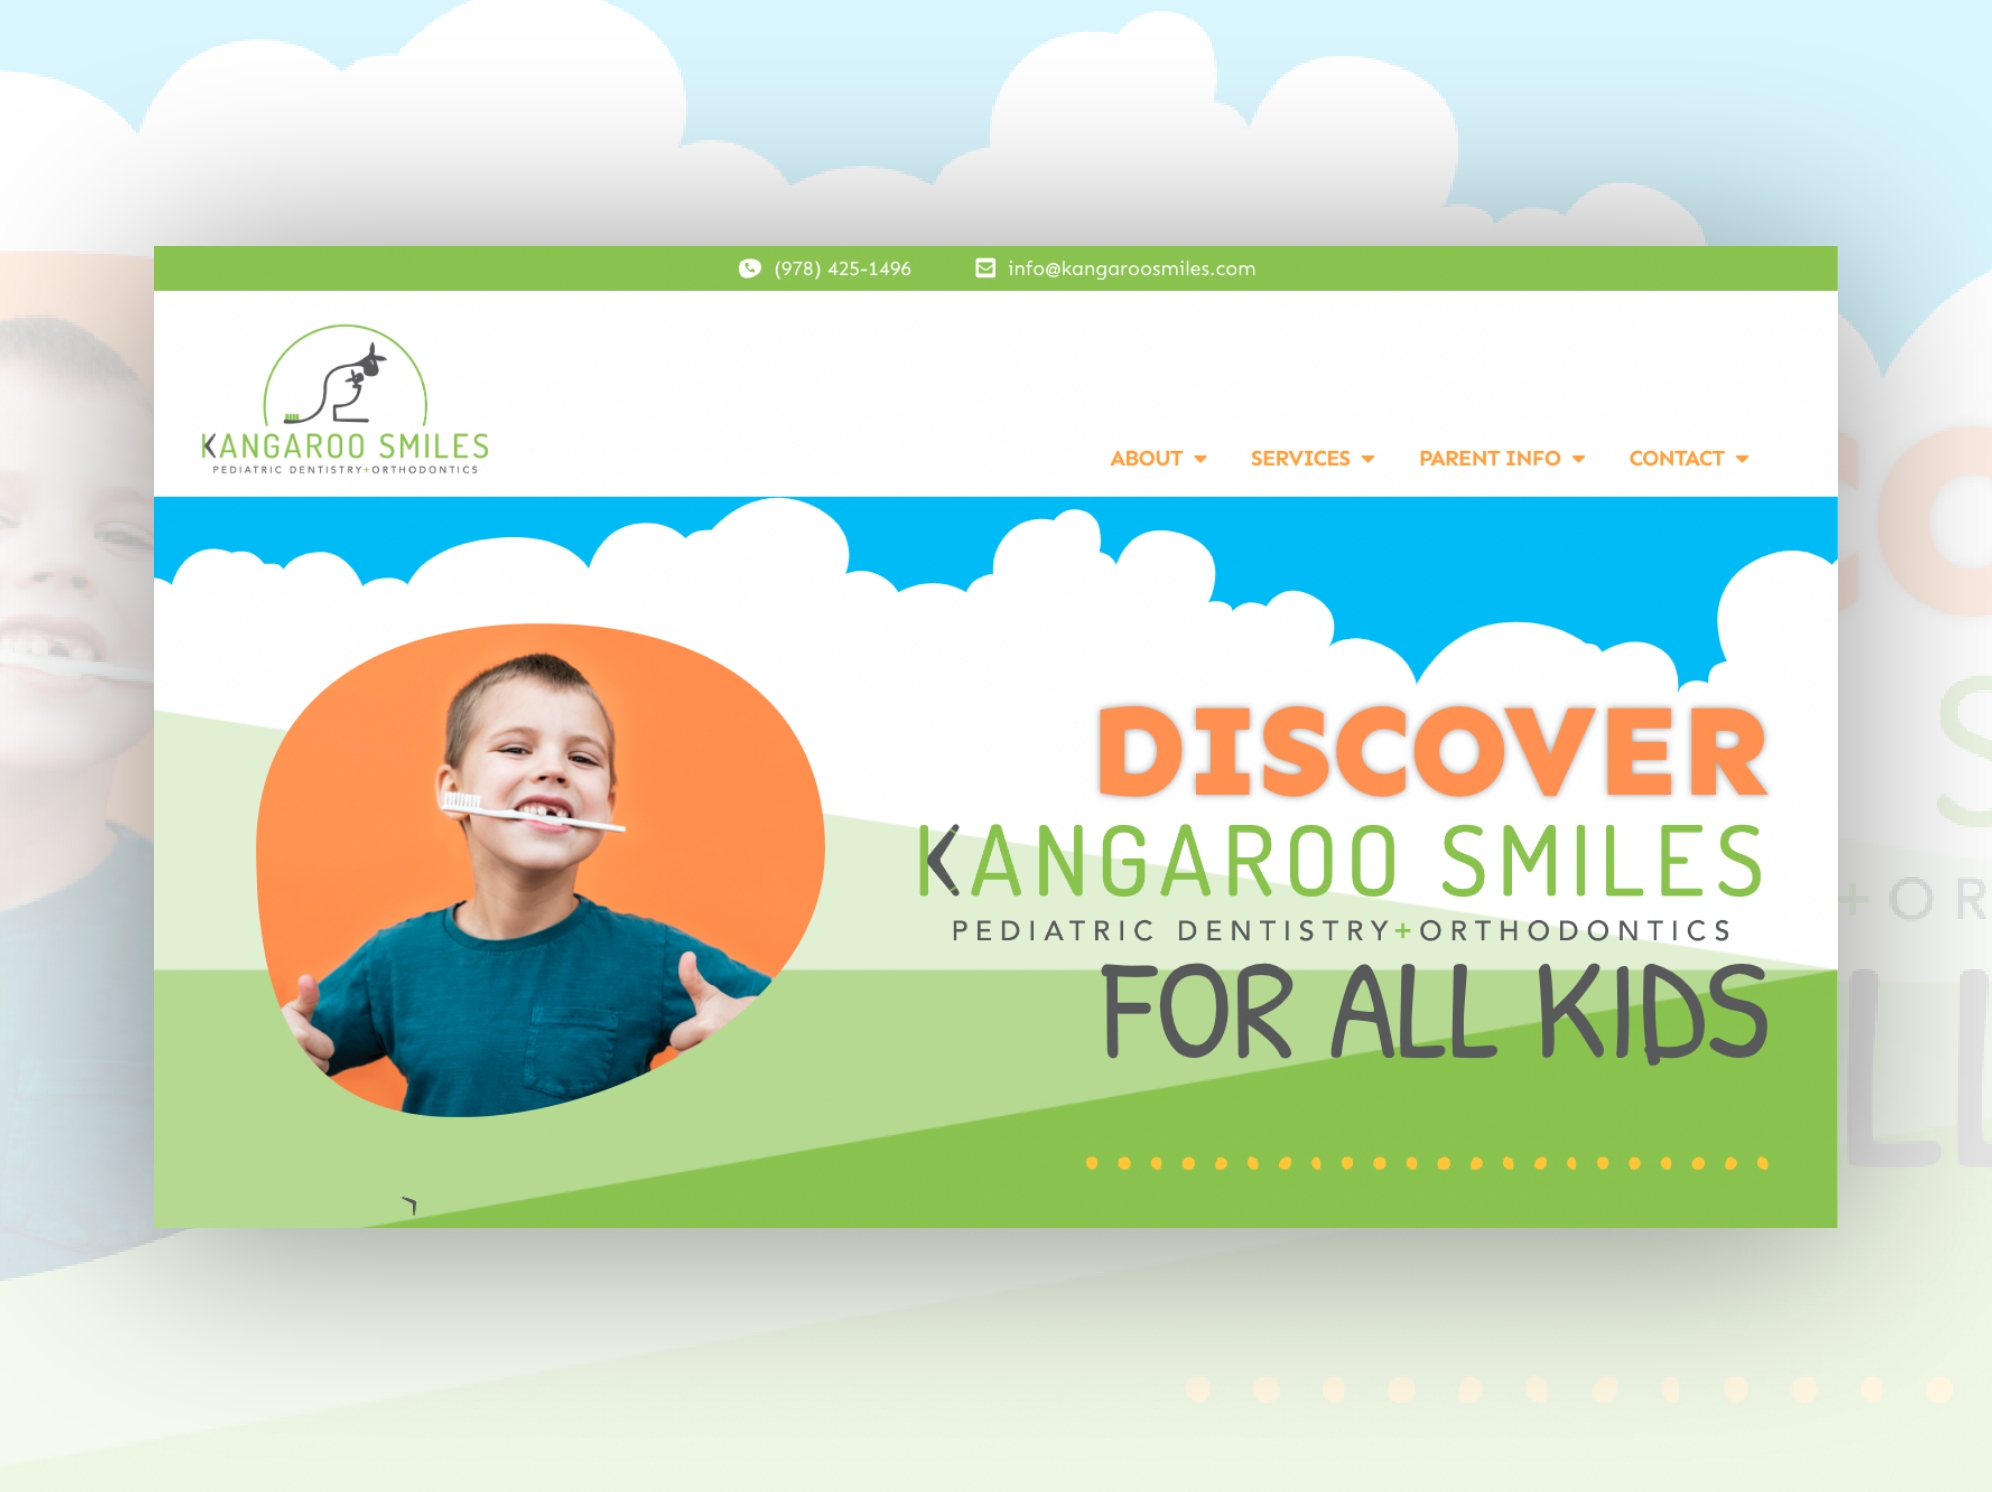 (978) 425-1496 info@kangaroosmiles.com
KANGAROO SMILES
PEDIATRIC DENTISTRY+ORTHODONTICS
ABOUT SERVICES PARENT INFO CONTACT
DISCOVER
KANGAROO SMILES
PEDIATRIC DENTISTRY+ORTHODONTICS
FOR ALL KIDS